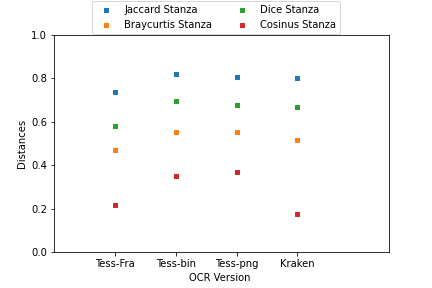 Jaccard Stanza
Braycurtis Stanza
Dice Stanza
Cosinus Stanza
1.0
0.8
0.6
0.4
0.2
0.0
Distances
Tess-Fra Tess-bin Tess-png Kraken
OCR Version